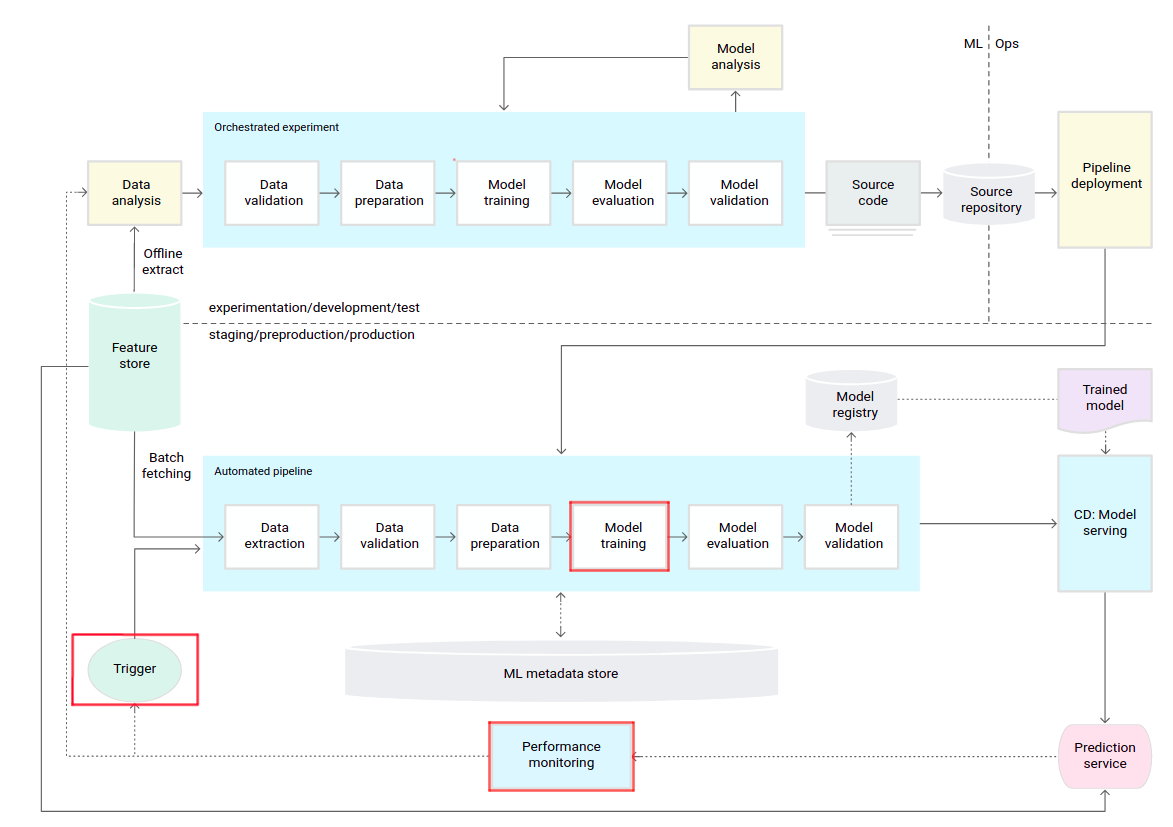 Model
analysis
ML
Ops
Orchestrated experiment
Data
analysis
Data
validation
Data
preparation
Model
training
Model
evaluation
Model
validation
Source
code
Source
repository
Pipeline
deployment
Offline
extract
experimentation/development/test
staging/preproduction/production
Feature
store
Model
registry
Trained
model
Batch
fetching
Automated pipeline
Data
extraction
Data
validation
Data
preparation
Model
training
Model
evaluation
Model
validation
CD: Model
serving
Trigger
ML metadata store
Performance
monitoring
Prediction
service